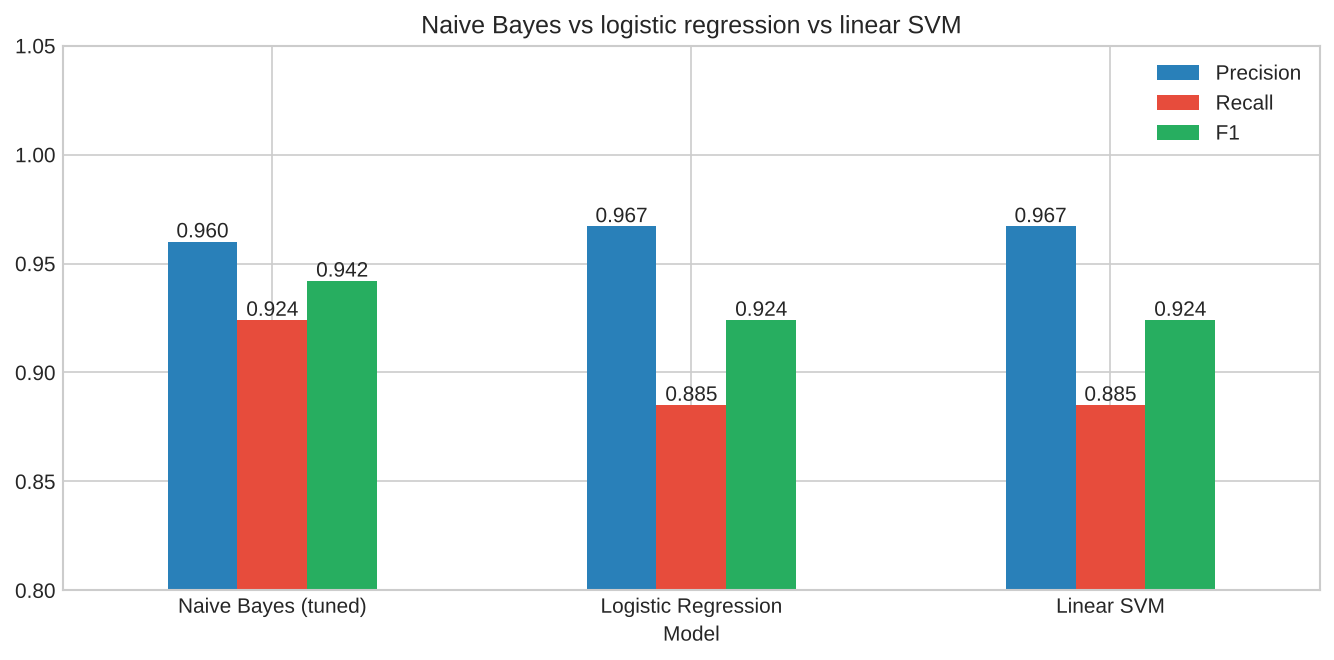 Naive Bayes vs logistic regression vs linear SVM
1.05
1.00
0.95
0.90
0.85
0.80
Precision
Recall
F1
0.960
0.924
0.942
0.967
0.885
0.924
0.967
0.885
0.924
Naive Bayes (tuned)
Logistic Regression
Linear SVM
Model